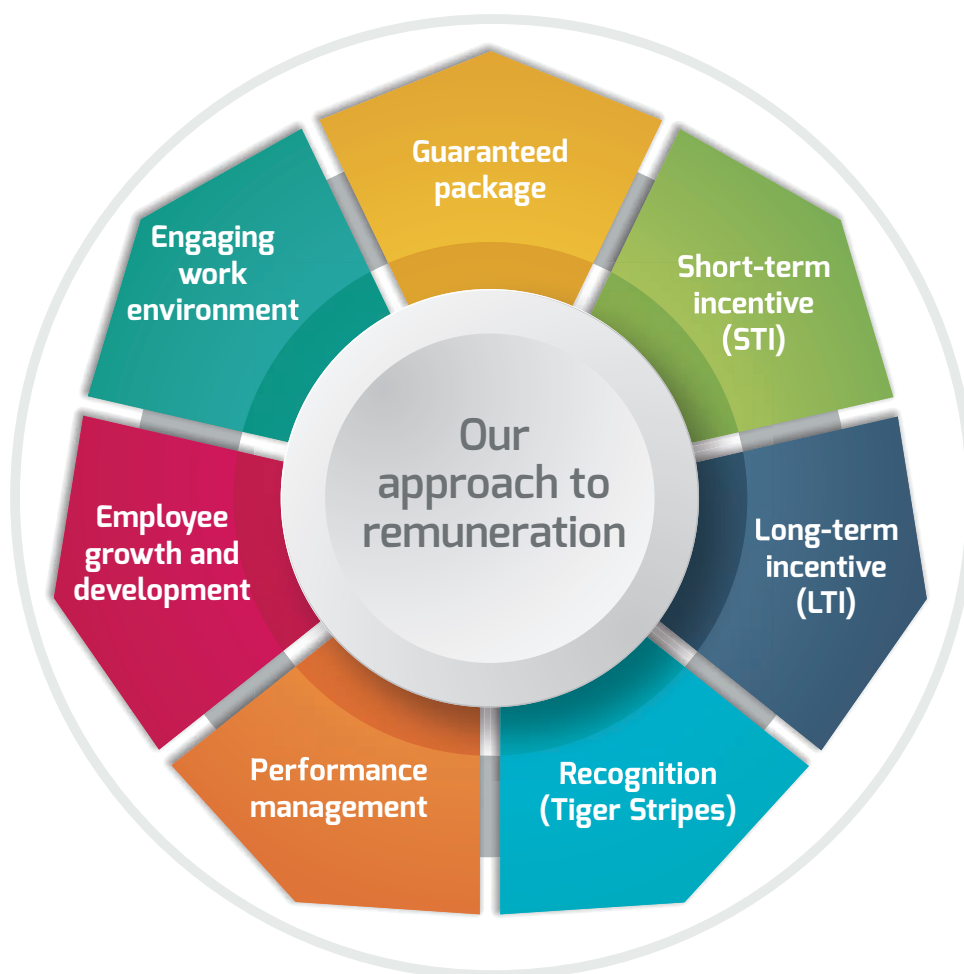 Guaranteed
package
Short-term
incentive
(STI)
Long-term
incentive
(LTI)
Recognition
(Tiger Stripes)
Performance
management
Employee
growth and
development
Engaging
work
environment
Our
approach to
remuneration